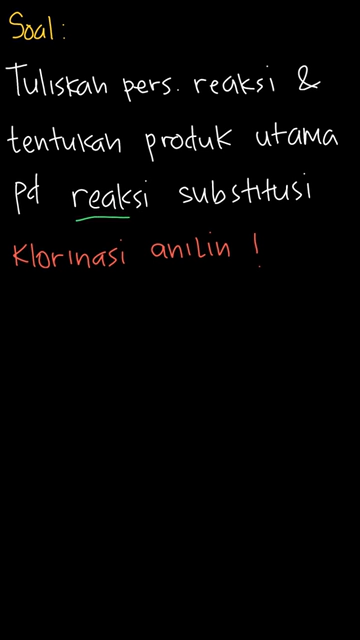 Soal:
Tuliskan pers. reaksi &
tentukan produk utama
pd reaksi substitusi
Klorinasi anilin !